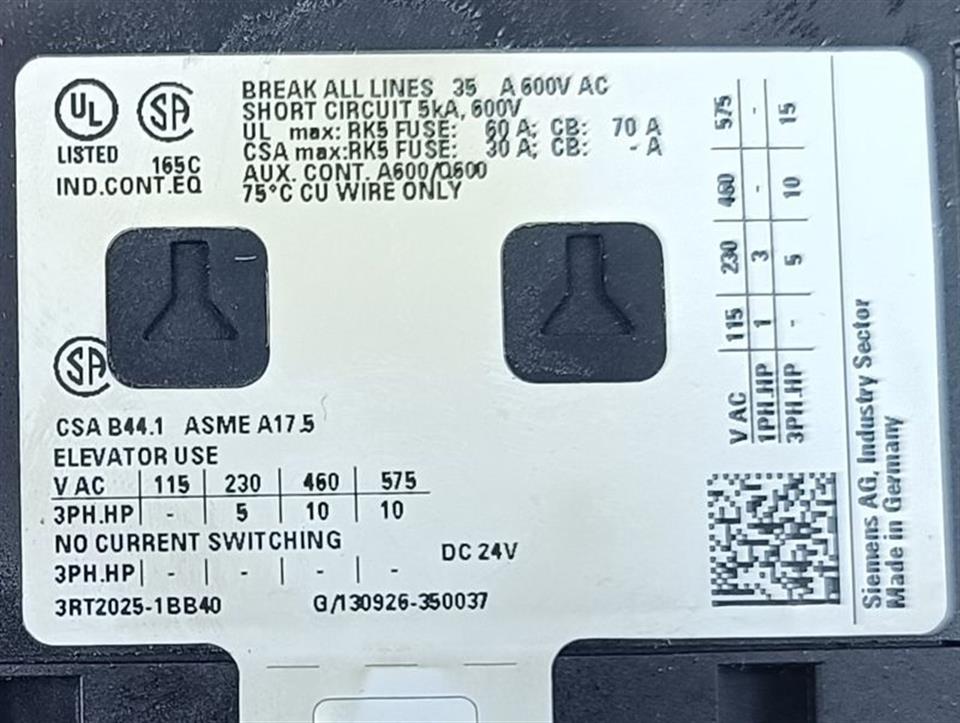 UL
SA
LISTED
165C
IND.CONT.EQ
BREAK ALL LINES 35 A 600V AC
SHORT CIRCUIT 5kA, 600V
UL max: RK5 FUSE: 60 A; CB: 70 A
CSA max:RK5 FUSE: 30 A; CB: - A
AUX. CONT. A600/Q600
75°C CU WIRE ONLY
SA
CSA B44.1 ASME A17.5
ELEVATOR USE
V AC 115 230 460 575
3PH.HP - 5 10 10
NO CURRENT SWITCHING
3PH.HP - - - -
DC 24V
3RT2025-1BB40 G/130926-350037
V AC 115 230 460 575
1PH.HP 1 3 - -
3PH.HP - 5 10 15
Siemens AG, Industry Sector
Made in Germany